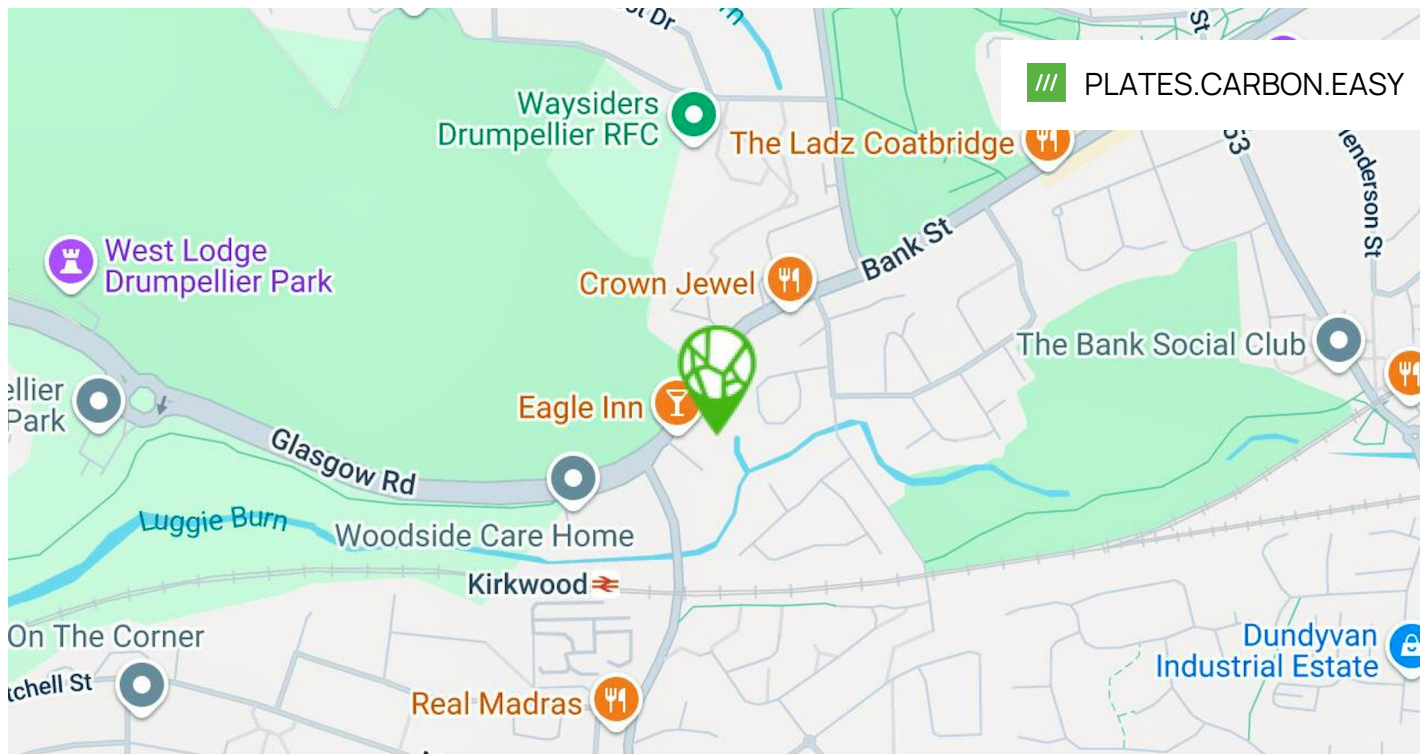 PLATES.CARBON.EASY
St
Waysiders
Drumpellier RFC
The Ladz Coatbridge
West Lodge
Drumpellier Park
Bank St
Crown Jewel
The Bank Social Club
Park
Eagle Inn
Glasgow Rd
Luggie Burn
Woodside Care Home
Kirkwood
On The Corner
Dundyvan
Industrial Estate
Real Madras